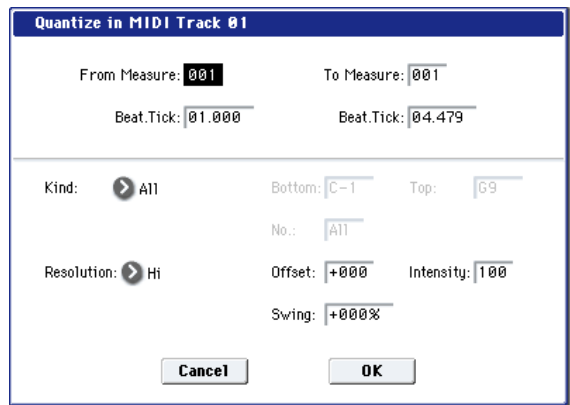 Quantize in MIDI Track 01
From Measure: 001 To Measure: 001
Beat.Tick: 01.000 Beat.Tick: 04.479
Kind: All Bottom: C-1 Top: G9
No.: All
Resolution: Hi Offset: +000 Intensity: 100
Swing: +000%
Cancel OK